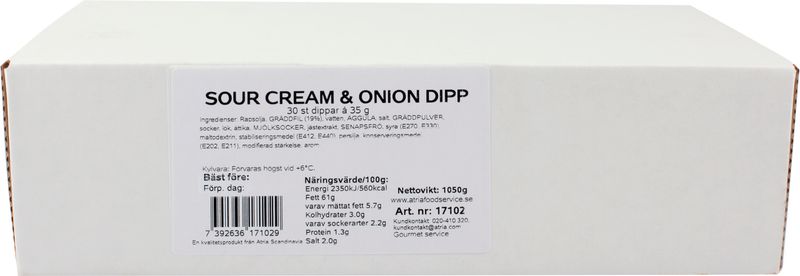 SOUR CREAM & ONION DIPP
30 st dippar á 35 g
Ingredienser: Rapsolja, GRÄDDFIL (19%), vatten, ÄGGULA, salt, GRÄDDPULVER,
socker, lök, ättika, MJÖLKSOCKER, jästextrakt, SENAPSFRÖ, syra (E270, E330),
maltodextrin, stabiliseringsmedel (E412, E440), persilja, konserveringsmedel
(E202, E211), modifierad stärkelse, arom.
Kylvara: Förvaras högst vid +6°C.
Bäst före:
Förp. dag:
7 392636 171029
En kvalitetsprodukt från Atria Scandinavia
Näringsvärde/100g:
Energi 2350kJ/560kcal
Fett 61g
varav mättat fett 5.7g
Kolhydrater 3.0g
varav sockerarter 2.2g
Protein 1.3g
Salt 2.0g
Nettovikt: 1050g
www.atriafoodservice.se
Art. nr: 17102
Kundkontakt: 020-410 320,
kundkontakt@atria.com
Gourmet service